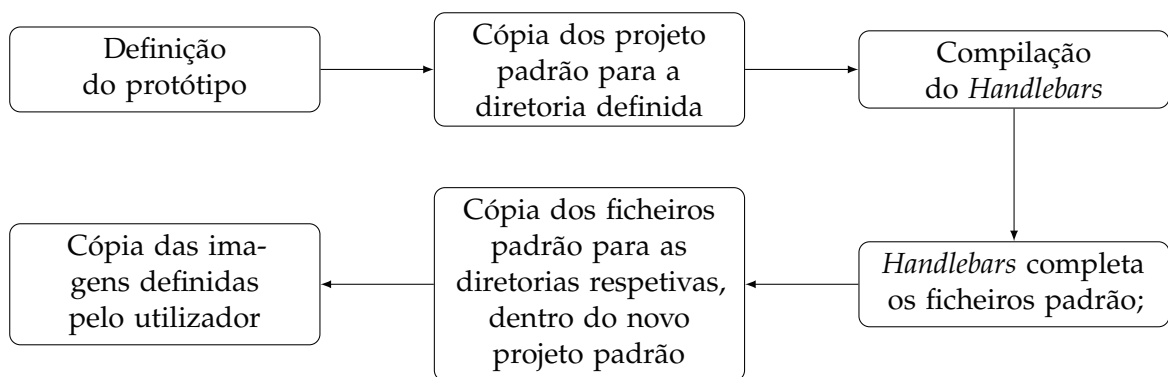 Definição
do protótipo
Cópia dos projeto
padrão para a
diretoria definida
Compilação
do Handlebars
Handlebars completa
os ficheiros padrão;
Cópia dos ficheiros
padrão para as
diretorias respetivas,
dentro do novo
projeto padrão
Cópia das ima-
gens definidas
pelo utilizador